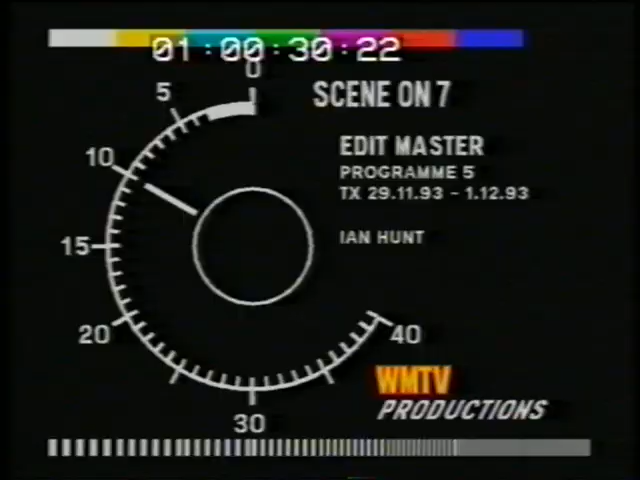 01:00:30:22
0
SCENE ON 7
5
EDIT MASTER
10
PROGRAMME 5
TX 29.11.93 - 1.12.93
15
IAN HUNT
20
40
WMTV
PRODUCTIONS
30